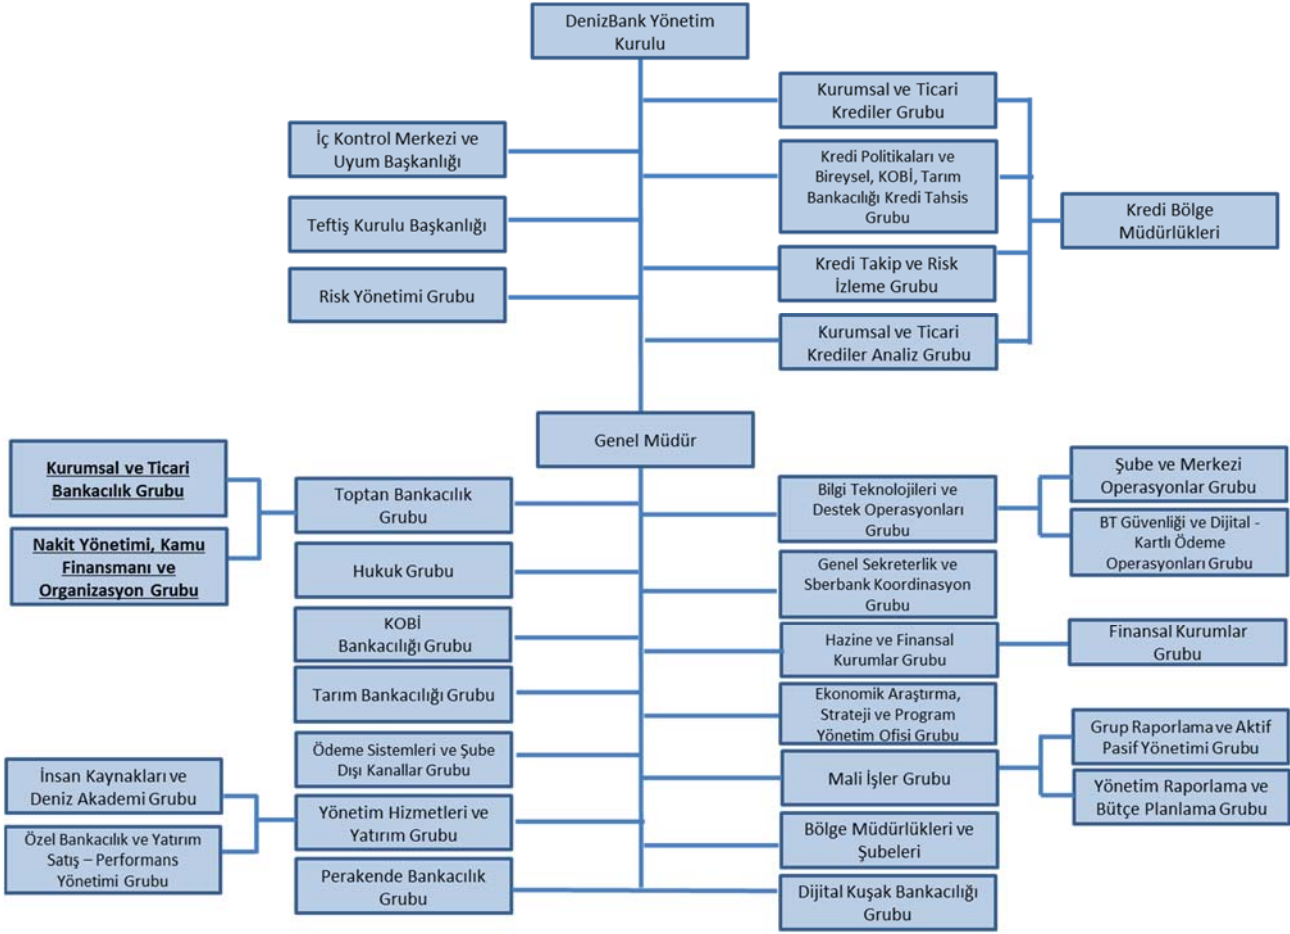 DenizBank Yönetim
Kurulu
Kurumsal ve Ticari
Krediler Grubu
İç Kontrol Merkezi ve
Uyum Başkanlığı
Kredi Politikaları ve
Bireysel, KOBİ, Tarım
Bankacılığı Kredi Tahsis
Grubu
Teftiş Kurulu Başkanlığı
Kredi Bölge
Müdürlükleri
Risk Yönetimi Grubu
Kredi Takip ve Risk
İzleme Grubu
Kurumsal ve Ticari
Krediler Analiz Grubu
Genel Müdür
Kurumsal ve Ticari
Bankacılık Grubu
Nakit Yönetimi, Kamu
Finansmanı ve
Organizasyon Grubu
Toptan Bankacılık
Grubu
Hukuk Grubu
KOBİ
Bankacılığı Grubu
Tarım Bankacılığı Grubu
Ödeme Sistemleri ve Şube
Dışı Kanallar Grubu
İnsan Kaynakları ve
Deniz Akademi Grubu
Özel Bankacılık ve Yatırım
Satış – Performans
Yönetimi Grubu
Yönetim Hizmetleri ve
Yatırım Grubu
Perakende Bankacılık
Grubu
Bilgi Teknolojileri ve
Destek Operasyonları
Grubu
Şube ve Merkezi
Operasyonlar Grubu
BT Güvenliği ve Dijital -
Kartlı Ödeme
Operasyonları Grubu
Genel Sekreterlik ve
Sberbank Koordinasyon
Grubu
Hazine ve Finansal
Kurumlar Grubu
Finansal Kurumlar
Grubu
Ekonomik Araştırma,
Strateji ve Program
Yönetim Ofisi Grubu
Mali İşler Grubu
Grup Raporlama ve Aktif
Pasif Yönetimi Grubu
Yönetim Raporlama ve
Bütçe Planlama Grubu
Bölge Müdürlükleri ve
Şubeleri
Dijital Kuşak Bankacılığı
Grubu